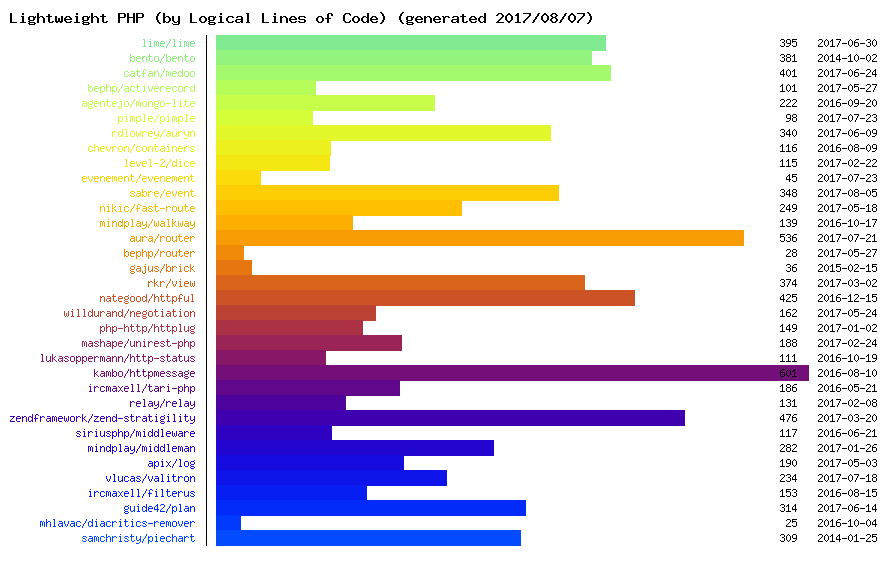 Lightweight PHP (by Logical Lines of Code) (generated 2017/08/07)
lime/lime 395 2017-06-30
bento/bento 381 2014-10-02
catfan/medoo 401 2017-06-24
bephp/activerecord 101 2017-05-27
agentejo/mongo-lite 222 2016-09-20
pimple/pimple 98 2017-07-23
rdlowrey/auryn 340 2017-06-09
chevron/containers 116 2016-08-09
level-2/dice 115 2017-02-22
evenement/evenement 45 2017-07-23
sabre/event 348 2017-08-05
nikic/fast-route 249 2017-05-18
mindplay/walkway 139 2016-10-17
aura/router 536 2017-07-21
bephp/router 28 2017-05-27
gajus/brick 36 2015-02-15
rkr/view 374 2017-03-02
nategood/httpful 425 2016-12-15
willdurand/negotiation 162 2017-05-24
php-http/httplug 149 2017-01-02
mashape/unirest-php 188 2017-02-24
lukasoppermann/http-status 111 2016-10-19
kambo/httpmessage 601 2016-08-10
ircmaxell/tari-php 186 2016-05-21
relay/relay 131 2017-02-08
zendframework/zend-stratigility 476 2017-03-20
siriusphp/middleware 117 2016-06-21
mindplay/middleman 282 2017-01-26
apix/log 190 2017-05-03
vlucas/valitron 234 2017-07-18
ircmaxell/filterus 153 2016-08-15
guide42/plan 314 2017-06-14
mhlavac/diacritics-remover 25 2016-10-04
samchristy/piechart 309 2014-01-25